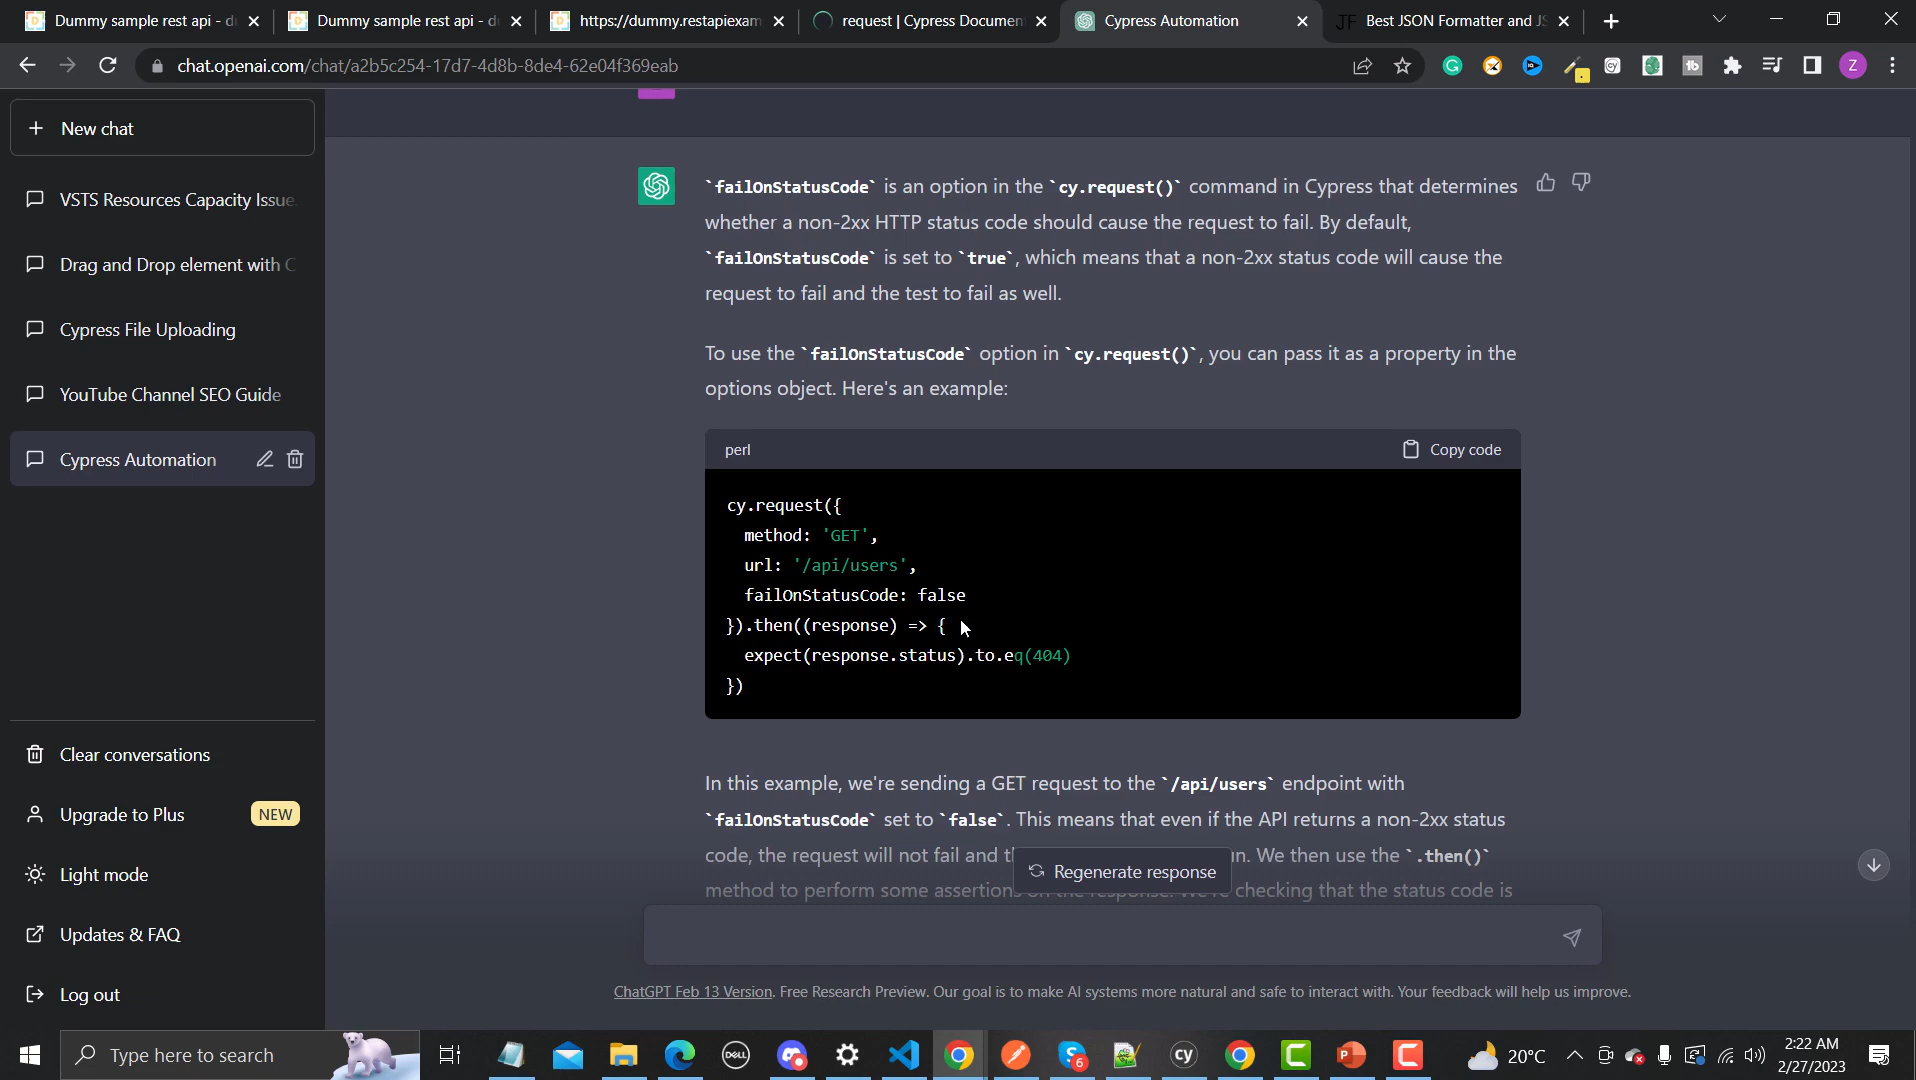 Dummy sample rest api - d
Dummy sample rest api - d
https://dummy.restapiexam
request | Cypress Documen
Cypress Automation
JF Best JSON Formatter and JS
chat.openai.com/chat/a2b5c254-17d7-4d8b-8de4-62e04f369eab
Z
New chat
VSTS Resources Capacity Issue.
Drag and Drop element with C
Cypress File Uploading
YouTube Channel SEO Guide
Cypress Automation
Clear conversations
Upgrade to Plus NEW
Light mode
Updates & FAQ
Log out
`failOnStatusCode` is an option in the `cy.request()` command in Cypress that determines
whether a non-2xx HTTP status code should cause the request to fail. By default,
`failOnStatusCode` is set to `true`, which means that a non-2xx status code will cause the
request to fail and the test to fail as well.
To use the `failOnStatusCode` option in `cy.request()`, you can pass it as a property in the
options object. Here's an example:
perl Copy code
cy.request({
method: 'GET',
url: '/api/users',
failOnStatusCode: false
}).then((response) => {
expect(response.status).to.eq(404)
})
In this example, we're sending a GET request to the `/api/users` endpoint with
`failOnStatusCode` set to `false`. This means that even if the API returns a non-2xx status
code, the request will not fail and th un. We then use the `.then()`
Regenerate response
method to perform some assertions on the response. We're checking that the status code is
ChatGPT Feb 13 Version. Free Research Preview. Our goal is to make AI systems more natural and safe to interact with. Your feedback will help us improve.
Type here to search
DELL
cy
6
20°C
2:22 AM
2/27/2023